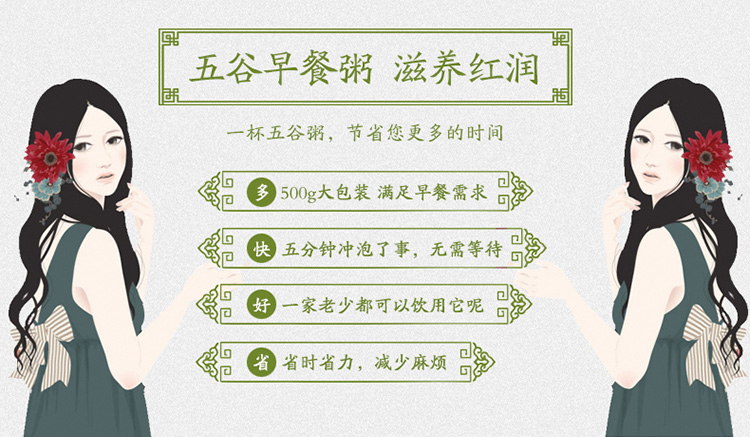 五谷早餐粥 滋养红润
一杯五谷粥，节省您更多的时间
多 500g大包装 满足早餐需求
快 五分钟冲泡了事，无需等待
好 一家老少都可以饮用它呢
省 省时省力，减少麻烦